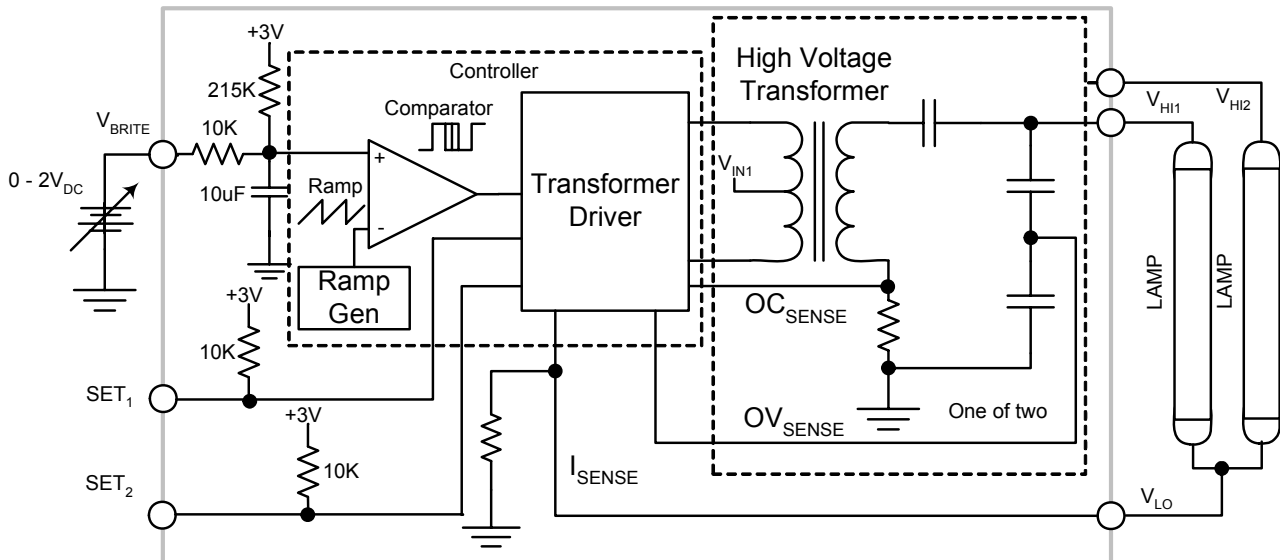 +3V
215K
Controller
High Voltage
Transformer
V_BRITE
10K
Comparator
V_HI1
V_HI2
0 - 2V_DC
10uF
Ramp
+
-
V_IN1
Transformer
Driver
Ramp
Gen
+3V
10K
OC_SENSE
LAMP
LAMP
SET_1
+3V
One of two
OV_SENSE
10K
I_SENSE
SET_2
V_LO